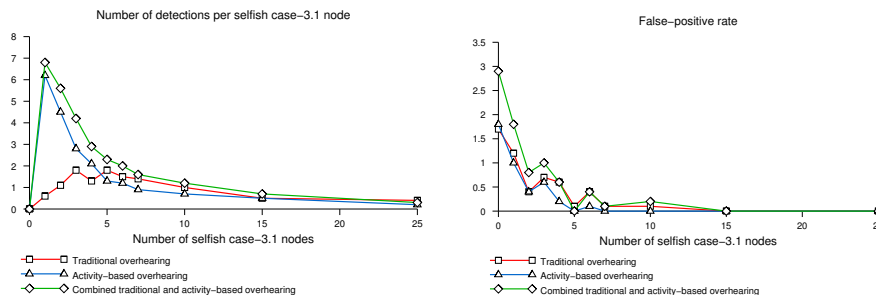 Number of detections per selfish case−3.1 node
8
7
6
5
4
3
2
1
0
0 5 10 15 20 25
Number of selfish case−3.1 nodes
Traditional overhearing
Activity−based overhearing
Combined traditional and activity−based overhearing
False−positive rate
3.5
3
2.5
2
1.5
1
0.5
0
0 5 10 15 20
Number of selfish case−3.1 nodes
Traditional overhearing
Activity−based overhearing
Combined traditional and activity−based overhearing